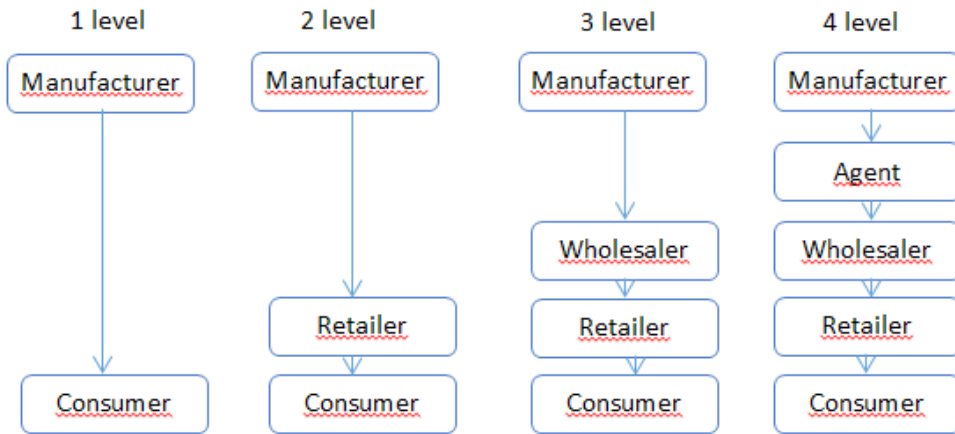 1 level
2 level
3 level
4 level
Manufacturer
Manufacturer
Manufacturer
Manufacturer
Agent
Wholesaler
Wholesaler
Retailer
Retailer
Retailer
Consumer
Consumer
Consumer
Consumer